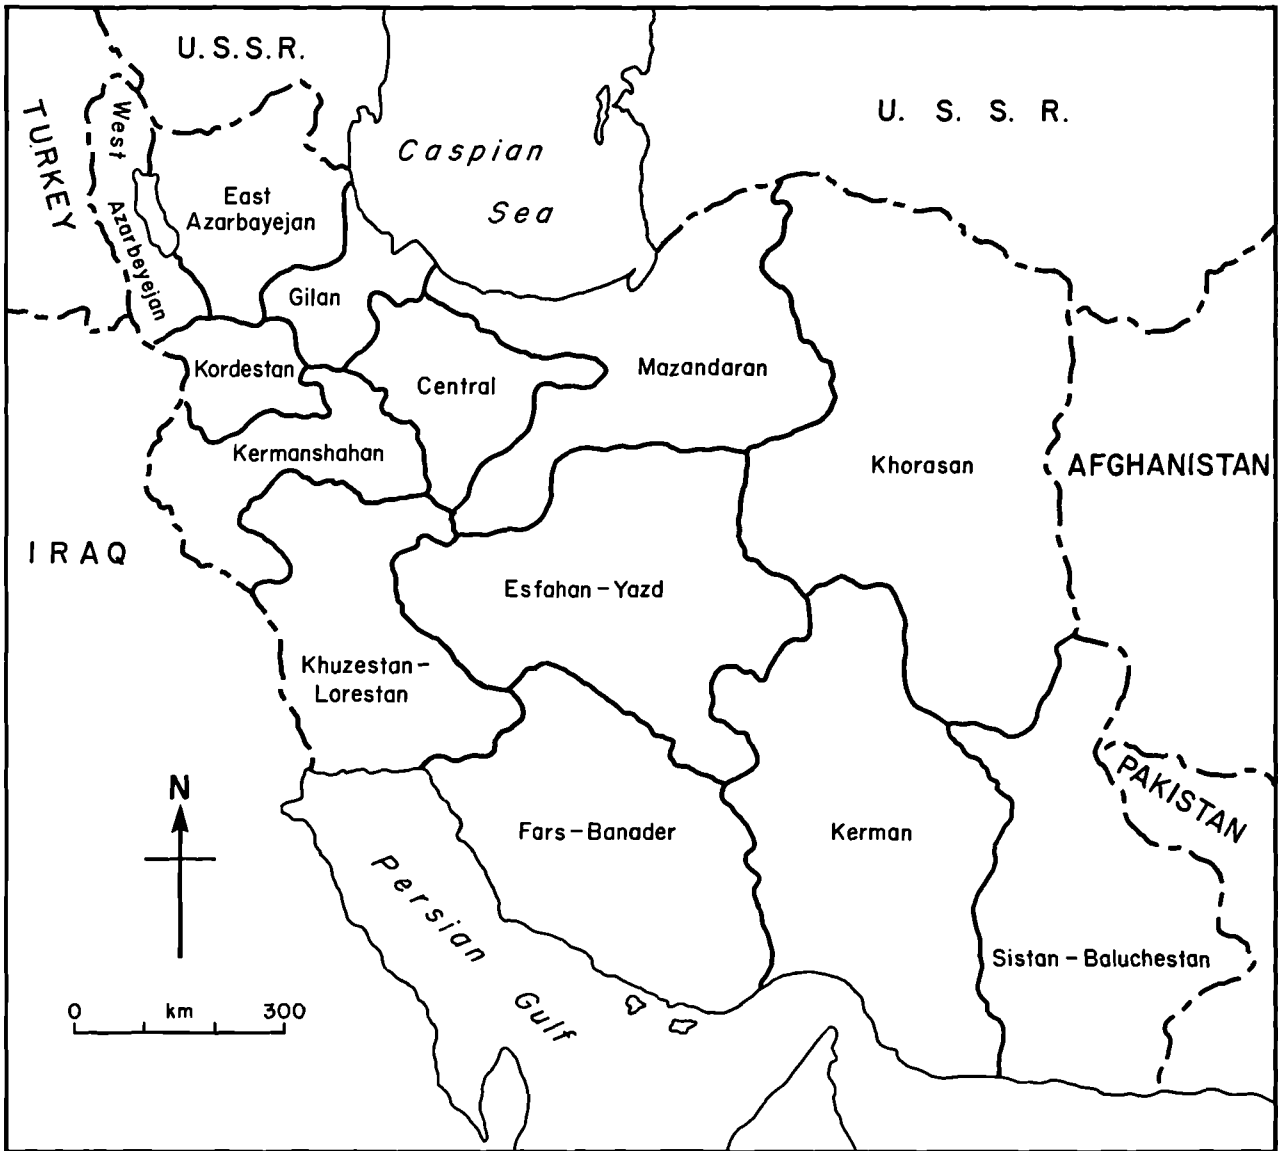 U.S.S.R.
U. S. S. R.
TURKEY
West
Azarbeyejan
Caspian
Sea
East
Azarbayejan
Gilan
Kordestan
Central
Mazandaran
Kermanshahan
Khorasan
AFGHANISTAN
IRAQ
Esfahan–Yazd
Khuzestan–
Lorestan
N
PAKISTAN
Fars–Banader
Kerman
Persian
Gulf
Sistan–Baluchestan
0 km 300